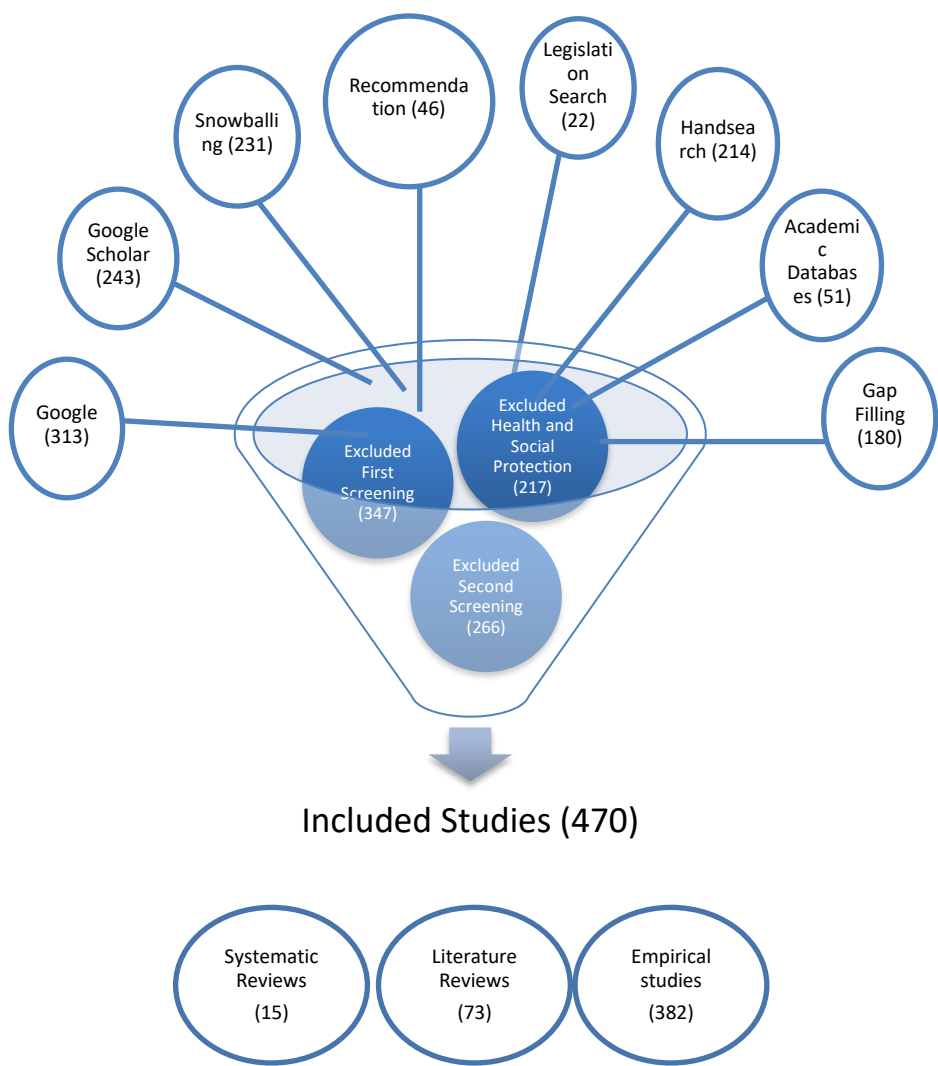 Google
(313)
Google
Scholar
(243)
Snowballi
ng (231)
Recommenda
tion (46)
Legislati
on
Search
(22)
Handsea
rch (214)
Academi
c
Databas
es (51)
Gap
Filling
(180)
Excluded
First
Screening
(347)
Excluded
Health and
Social
Protection
(217)
Excluded
Second
Screening
(266)
Included Studies (470)
Systematic
Reviews
(15)
Literature
Reviews
(73)
Empirical
studies
(382)